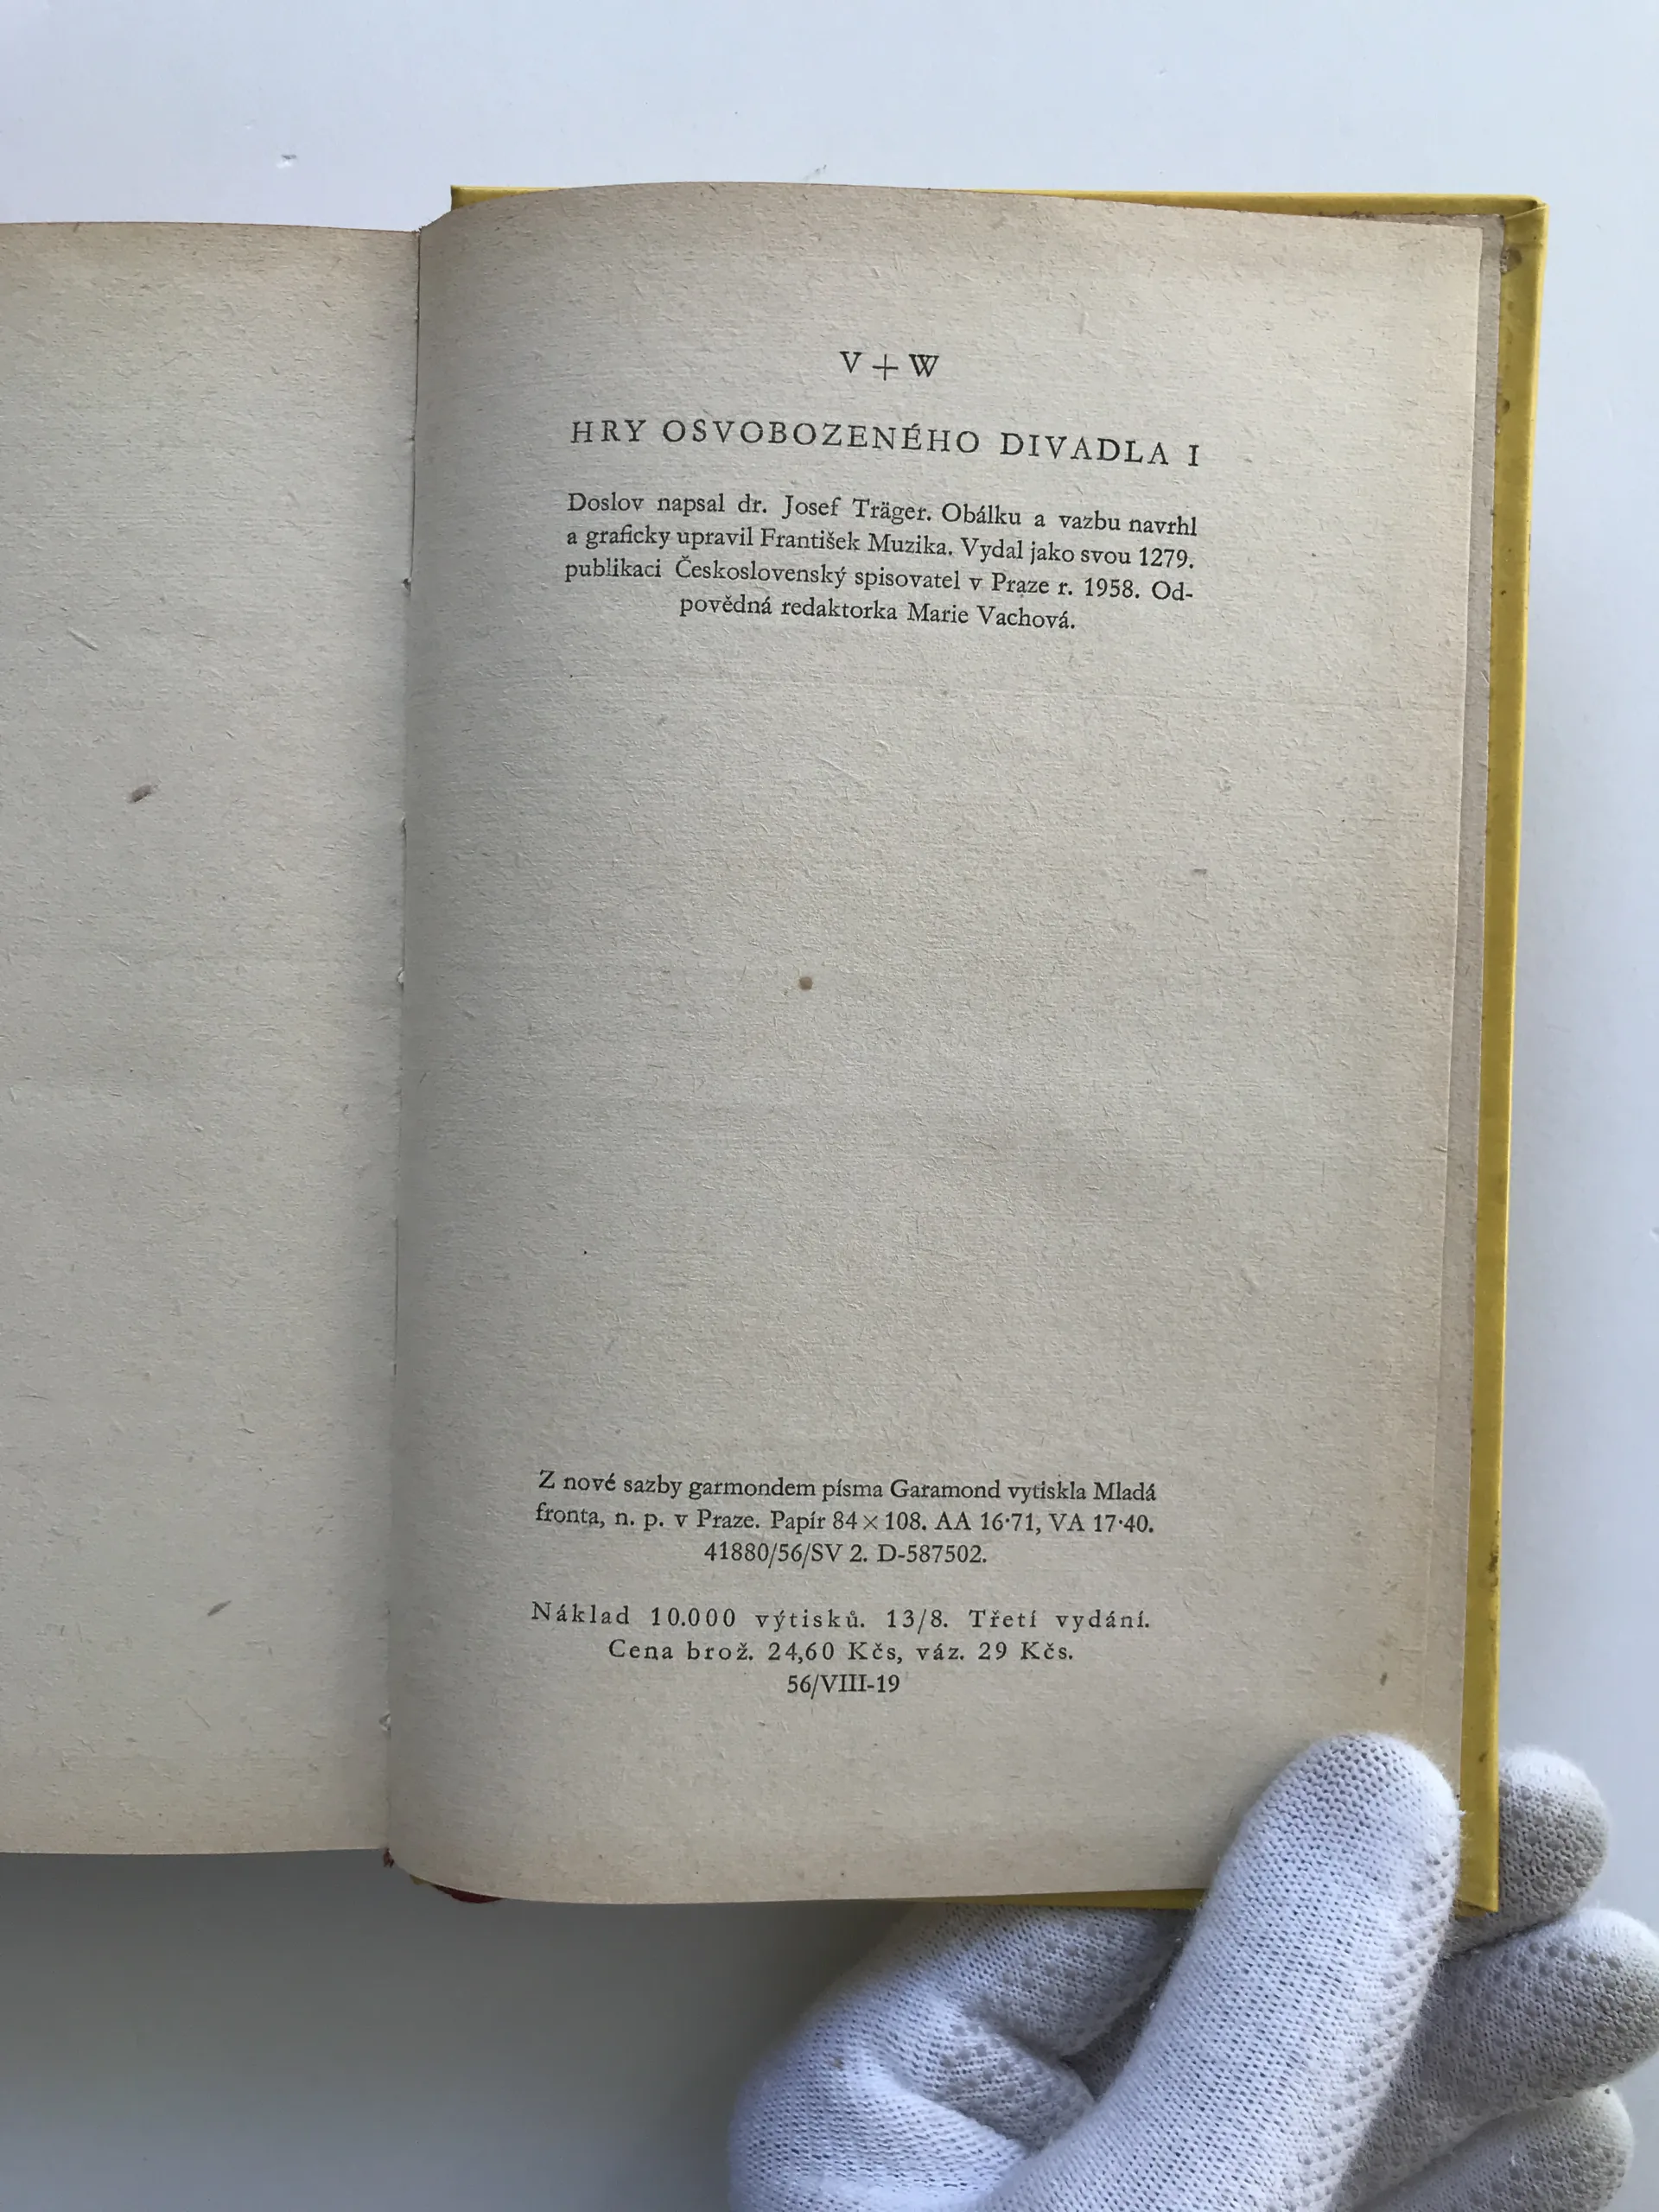 V + W
HRY OSVOBOZENÉHO DIVADLA I
Doslov napsal dr. Josef Träger. Obálku a vazbu navrhl
a graficky upravil František Muzika. Vydal jako svou 1279.
publikaci Československý spisovatel v Praze r. 1958. Od-
povědná redaktorka Marie Vachová.
Z nové sazby garmondem písma Garamond vytiskla Mladá
fronta, n. p. v Praze. Papír 84×108. AA 16·71, VA 17·40.
41880/56/SV 2. D-587502.
Náklad 10.000 výtisků. 13/8. Třetí vydání.
Cena brož. 24,60 Kčs, váz. 29 Kčs.
56/VIII-19